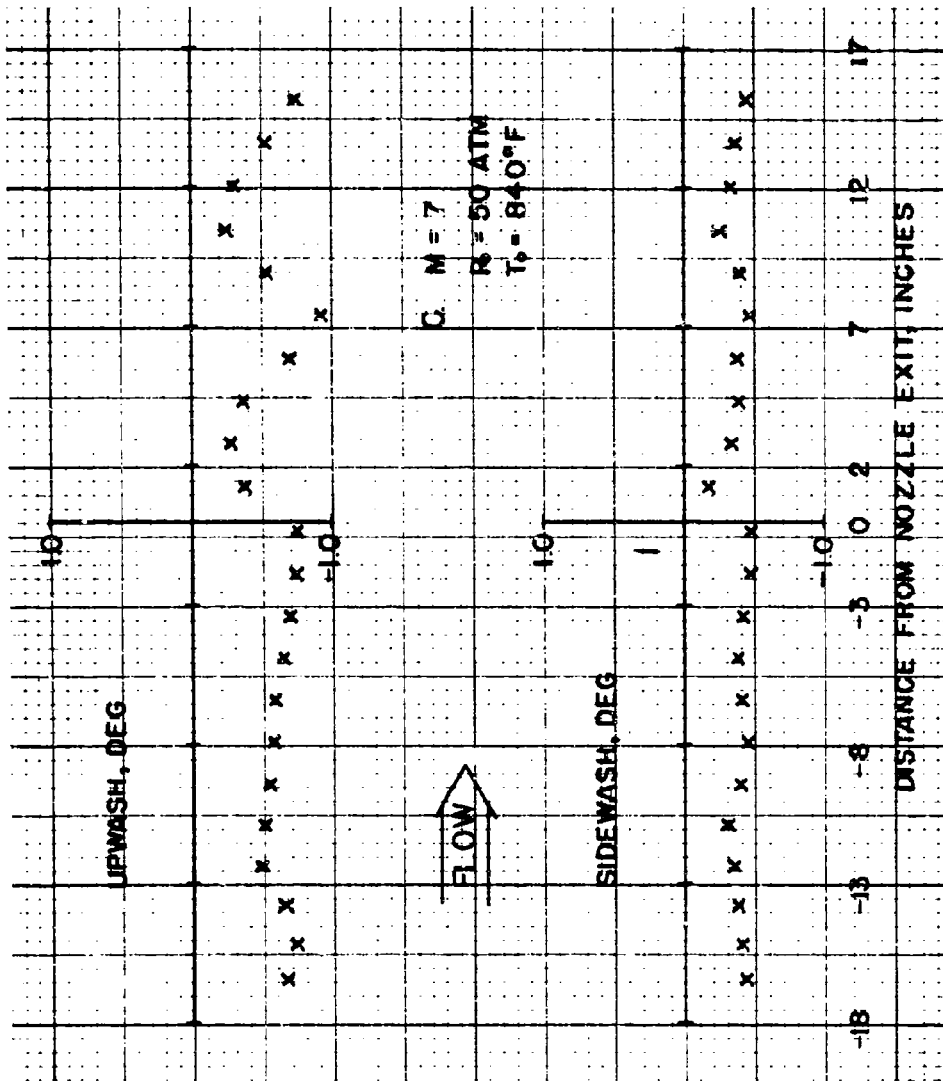 UPWASH, DEG
1.0
-1.0
FLOW
C. M = 7
P₀ = 50 ATM
T₀ = 840°F
SIDEWASH, DEG
1.0
-1.0
-18
-13
-8
-3
0
2
7
12
17
DISTANCE FROM NOZZLE EXIT, INCHES